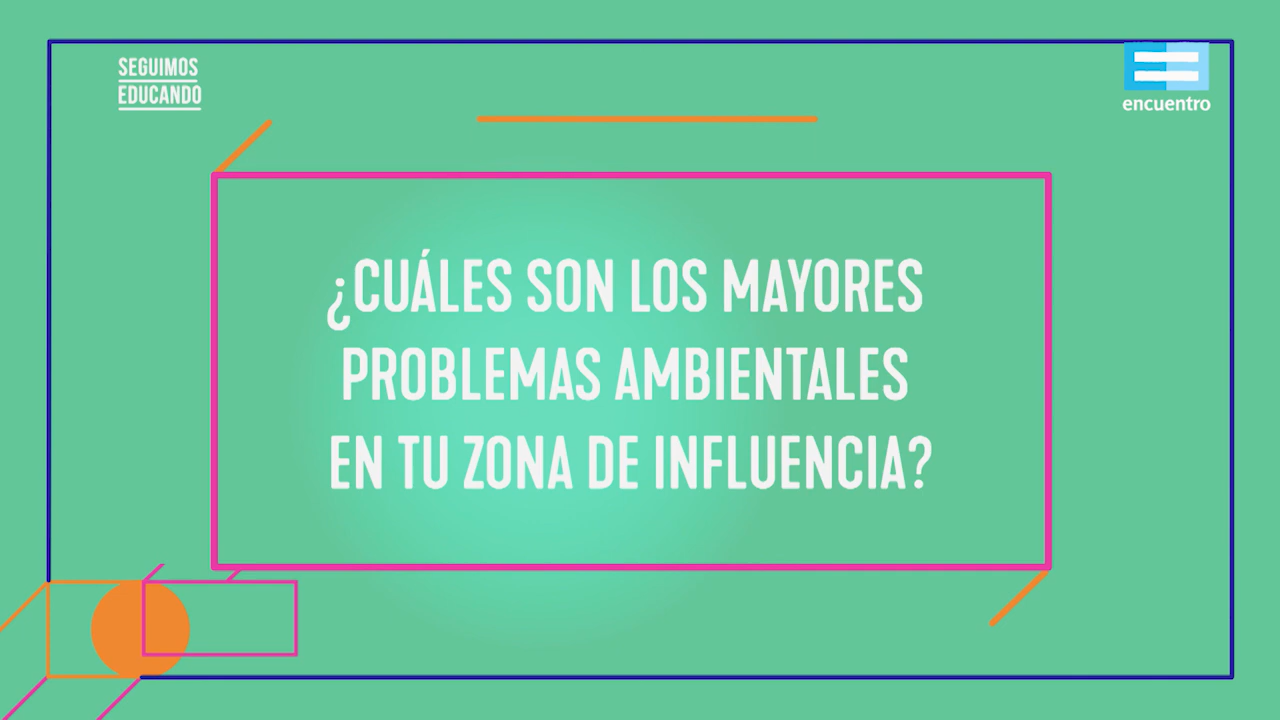 SEGUIMOS
EDUCANDO
encuentro
¿CUÁLES SON LOS MAYORES
PROBLEMAS AMBIENTALES
EN TU ZONA DE INFLUENCIA?